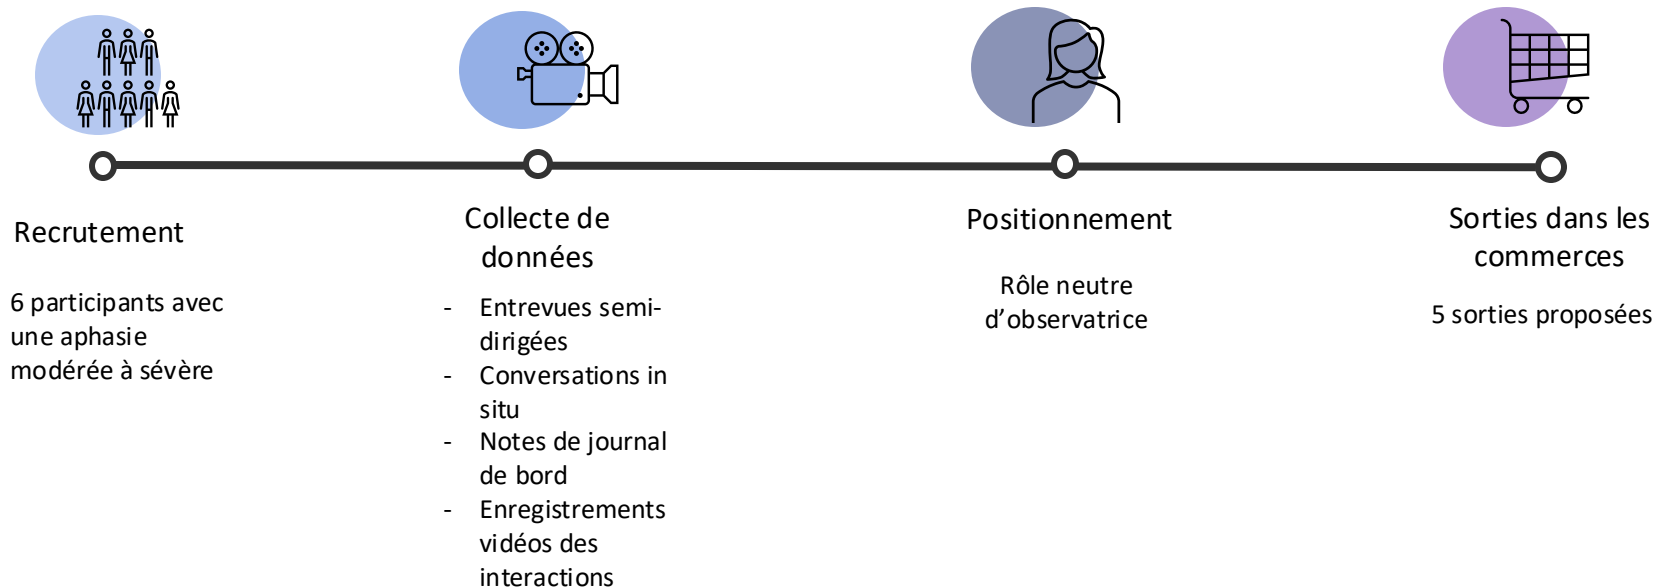 Recrutement
6 participants avec
une aphasie
modérée à sévère
Collecte de
données
- Entrevues semi-
dirigées
- Conversations in
situ
- Notes de journal
de bord
- Enregistrements
vidéos des
interactions
Positionnement
Rôle neutre
d’observatrice
Sorties dans les
commerces
5 sorties proposées